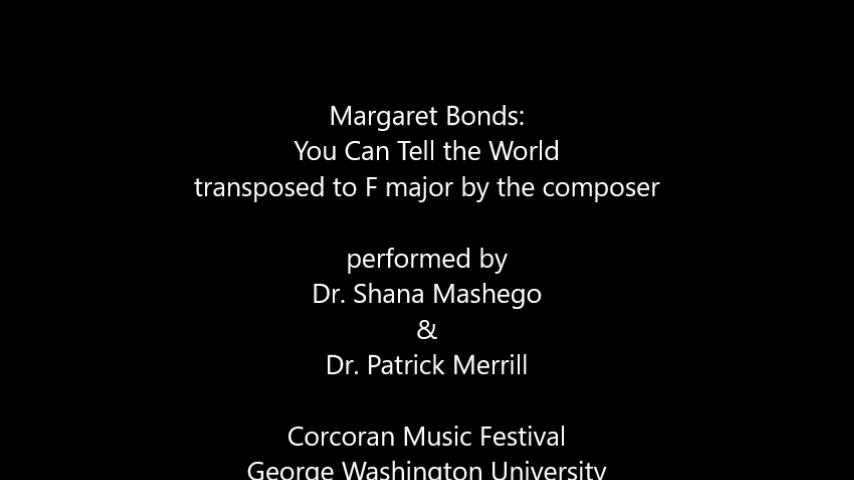 Margaret Bonds:
You Can Tell the World
transposed to F major by the composer
performed by
Dr. Shana Mashego
&
Dr. Patrick Merrill
Corcoran Music Festival
George Washington University